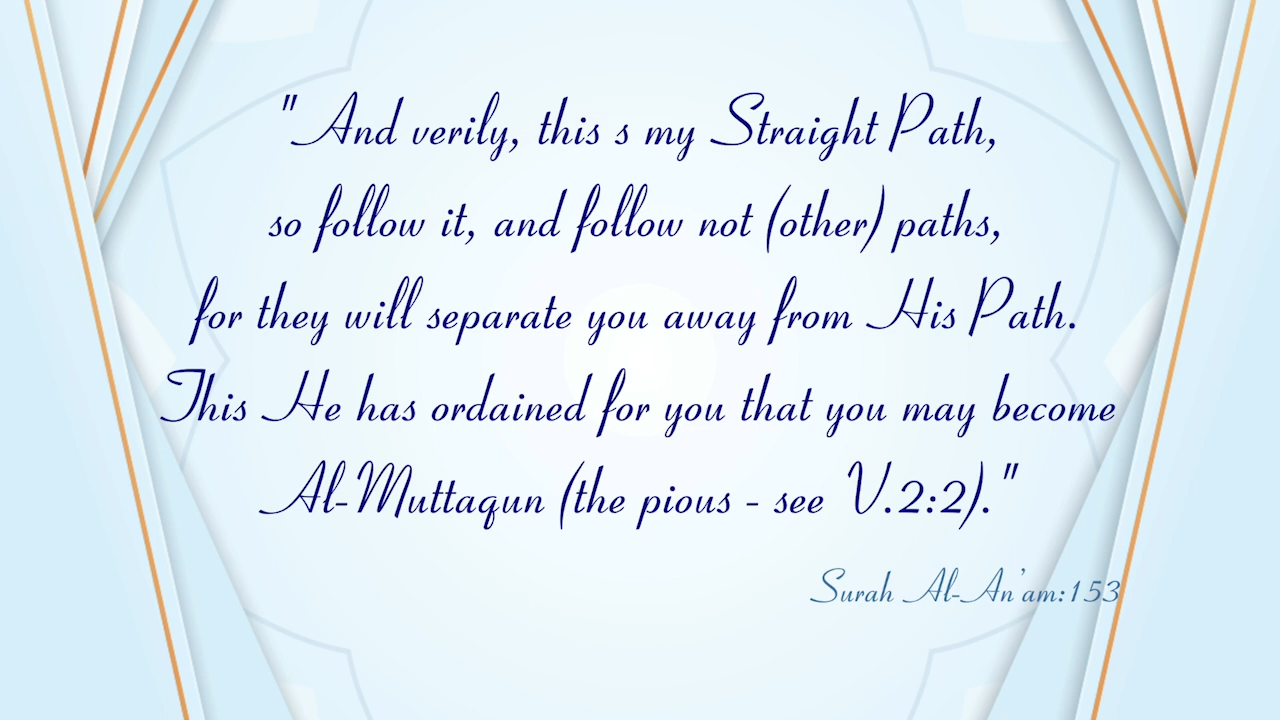 "And verily, this s my Straight Path,
so follow it, and follow not (other) paths,
for they will separate you away from His Path.
This He has ordained for you that you may become
Al-Muttaqun (the pious - see V.2:2)."
Surah Al-An'am:153